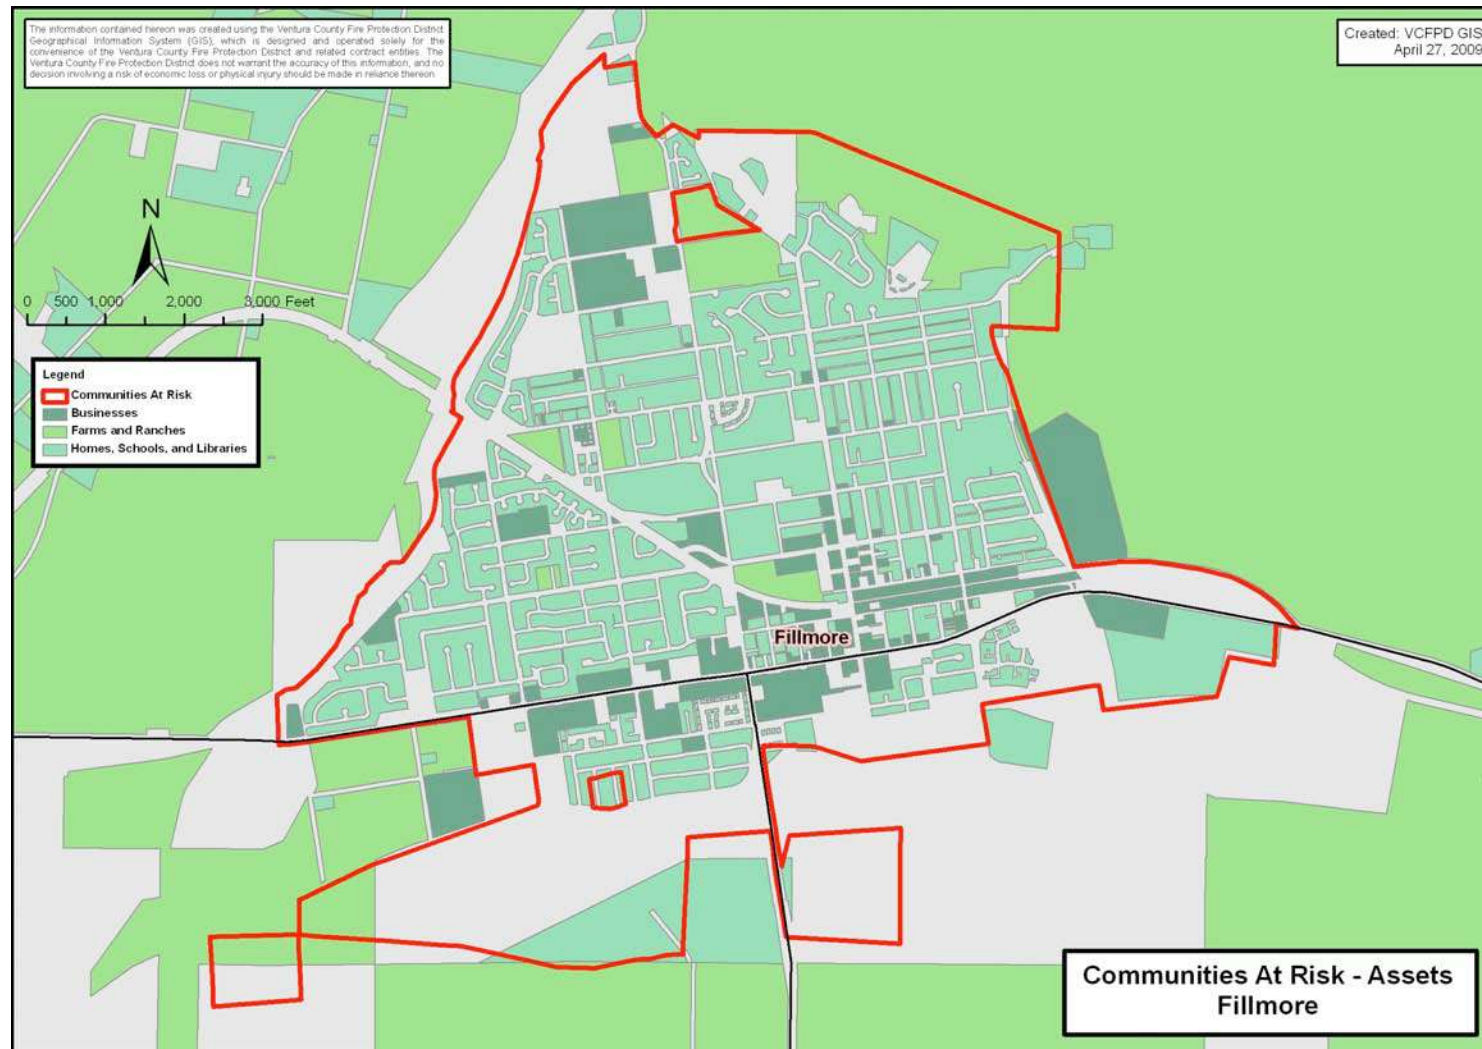 The information contained hereon was created using the Ventura County Fire Protection District
Geographical Information System (GIS), which is designed and operated solely for the
convenience of the Ventura County Fire Protection District and related contract entities. The
Ventura County Fire Protection District does not warrant the accuracy of this information, and no
decision involving a risk of economic loss or physical injury should be made in reliance thereon.
Created: VCFPD GIS
April 27, 2009
N
0 500 1,000 2,000 3,000 Feet
Legend
Communities At Risk
Businesses
Farms and Ranches
Homes, Schools, and Libraries
Fillmore
Communities At Risk - Assets
Fillmore